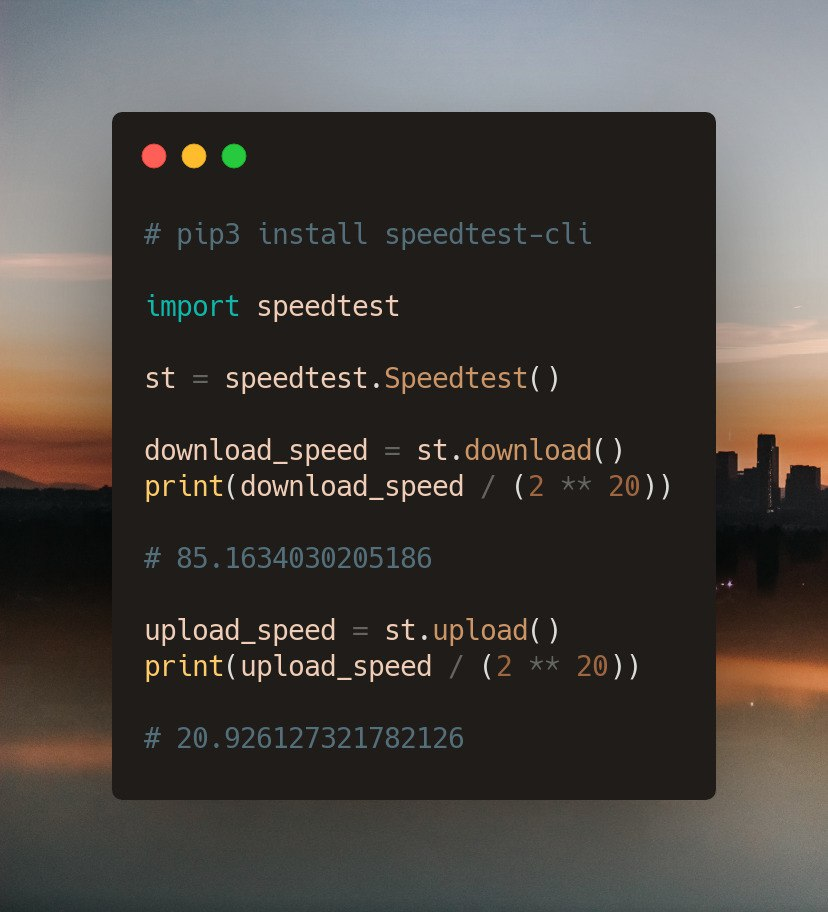 # pip3 install speedtest-cli
import speedtest
st = speedtest.Speedtest()
download_speed = st.download()
print(download_speed / (2 ** 20))
# 85.1634030205186
upload_speed = st.upload()
print(upload_speed / (2 ** 20))
# 20.926127321782126